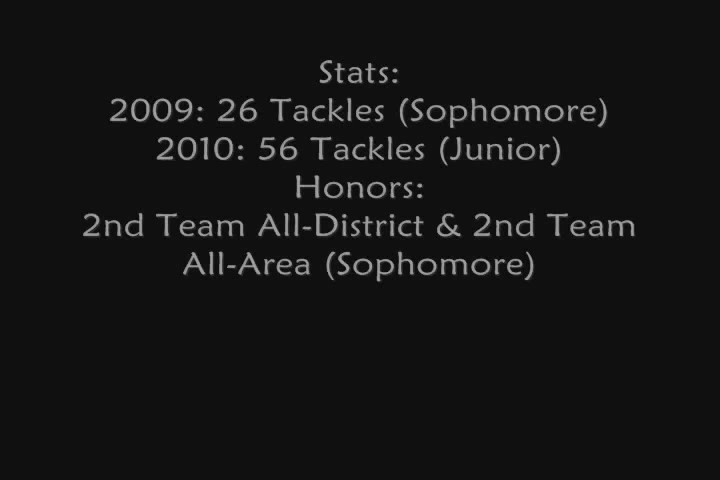 Stats:
2009: 26 Tackles (Sophomore)
2010: 56 Tackles (Junior)
Honors:
2nd Team All-District & 2nd Team
All-Area (Sophomore)